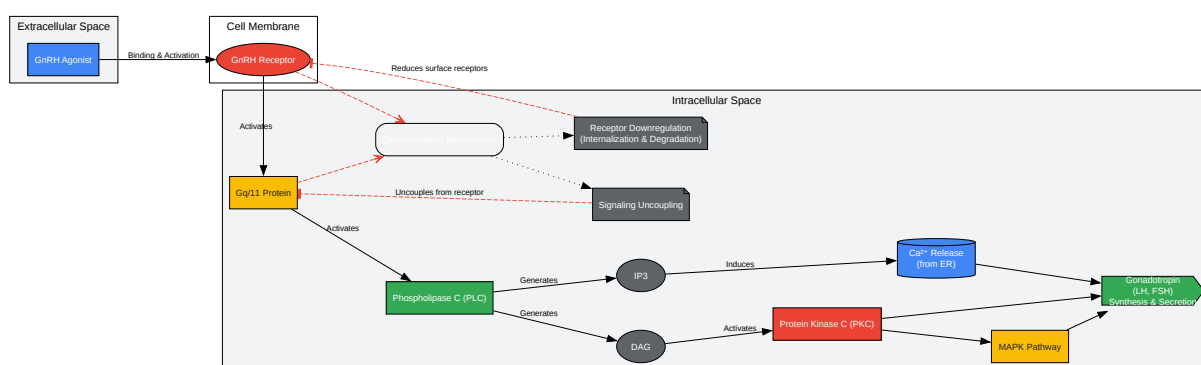 Extracellular Space
Cell Membrane
GnRH Agonist
Binding & Activation
GnRH Receptor
Reduces surface receptors
Intracellular Space
Activates
Receptor Downregulation
(Internalization & Degradation)
Gq/11 Protein
Uncouples from receptor
Signaling Uncoupling
Activates
Ca²⁺ Release
(from ER)
Induces
IP3
Generates
Phospholipase C (PLC)
Gonadotropin
(LH, FSH)
Synthesis & Secretion
Generates
DAG
Activates
Protein Kinase C (PKC)
MAPK Pathway